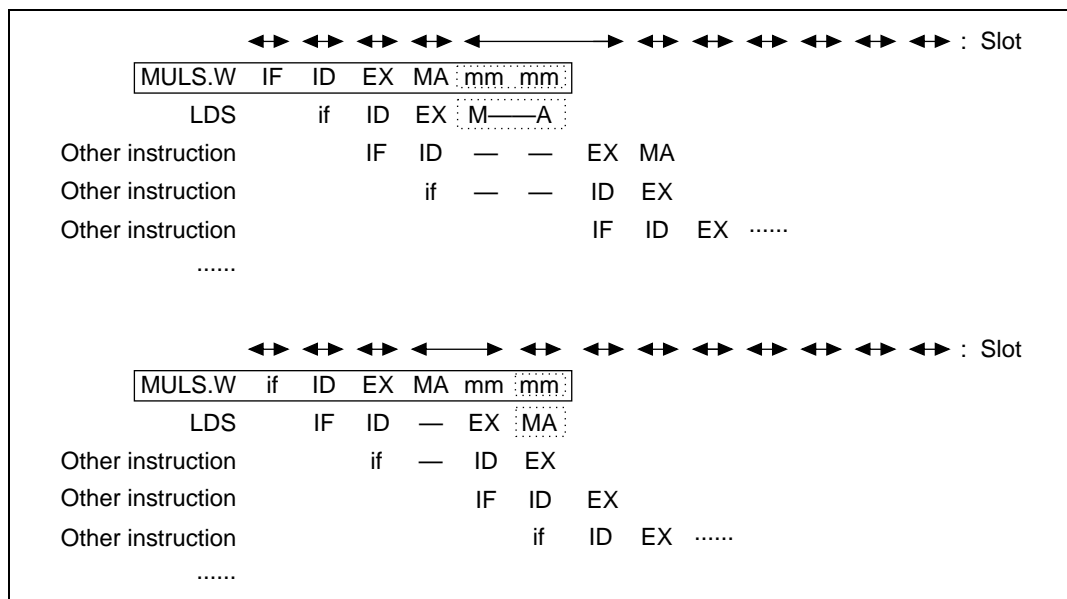 : Slot
MULS.W IF ID EX MA mm mm
LDS if ID EX M——A
Other instruction IF ID — — EX MA
Other instruction if — — ID EX
Other instruction IF ID EX ......
......
: Slot
MULS.W if ID EX MA mm mm
LDS IF ID — EX MA
Other instruction if — ID EX
Other instruction IF ID EX
Other instruction if ID EX ......
......